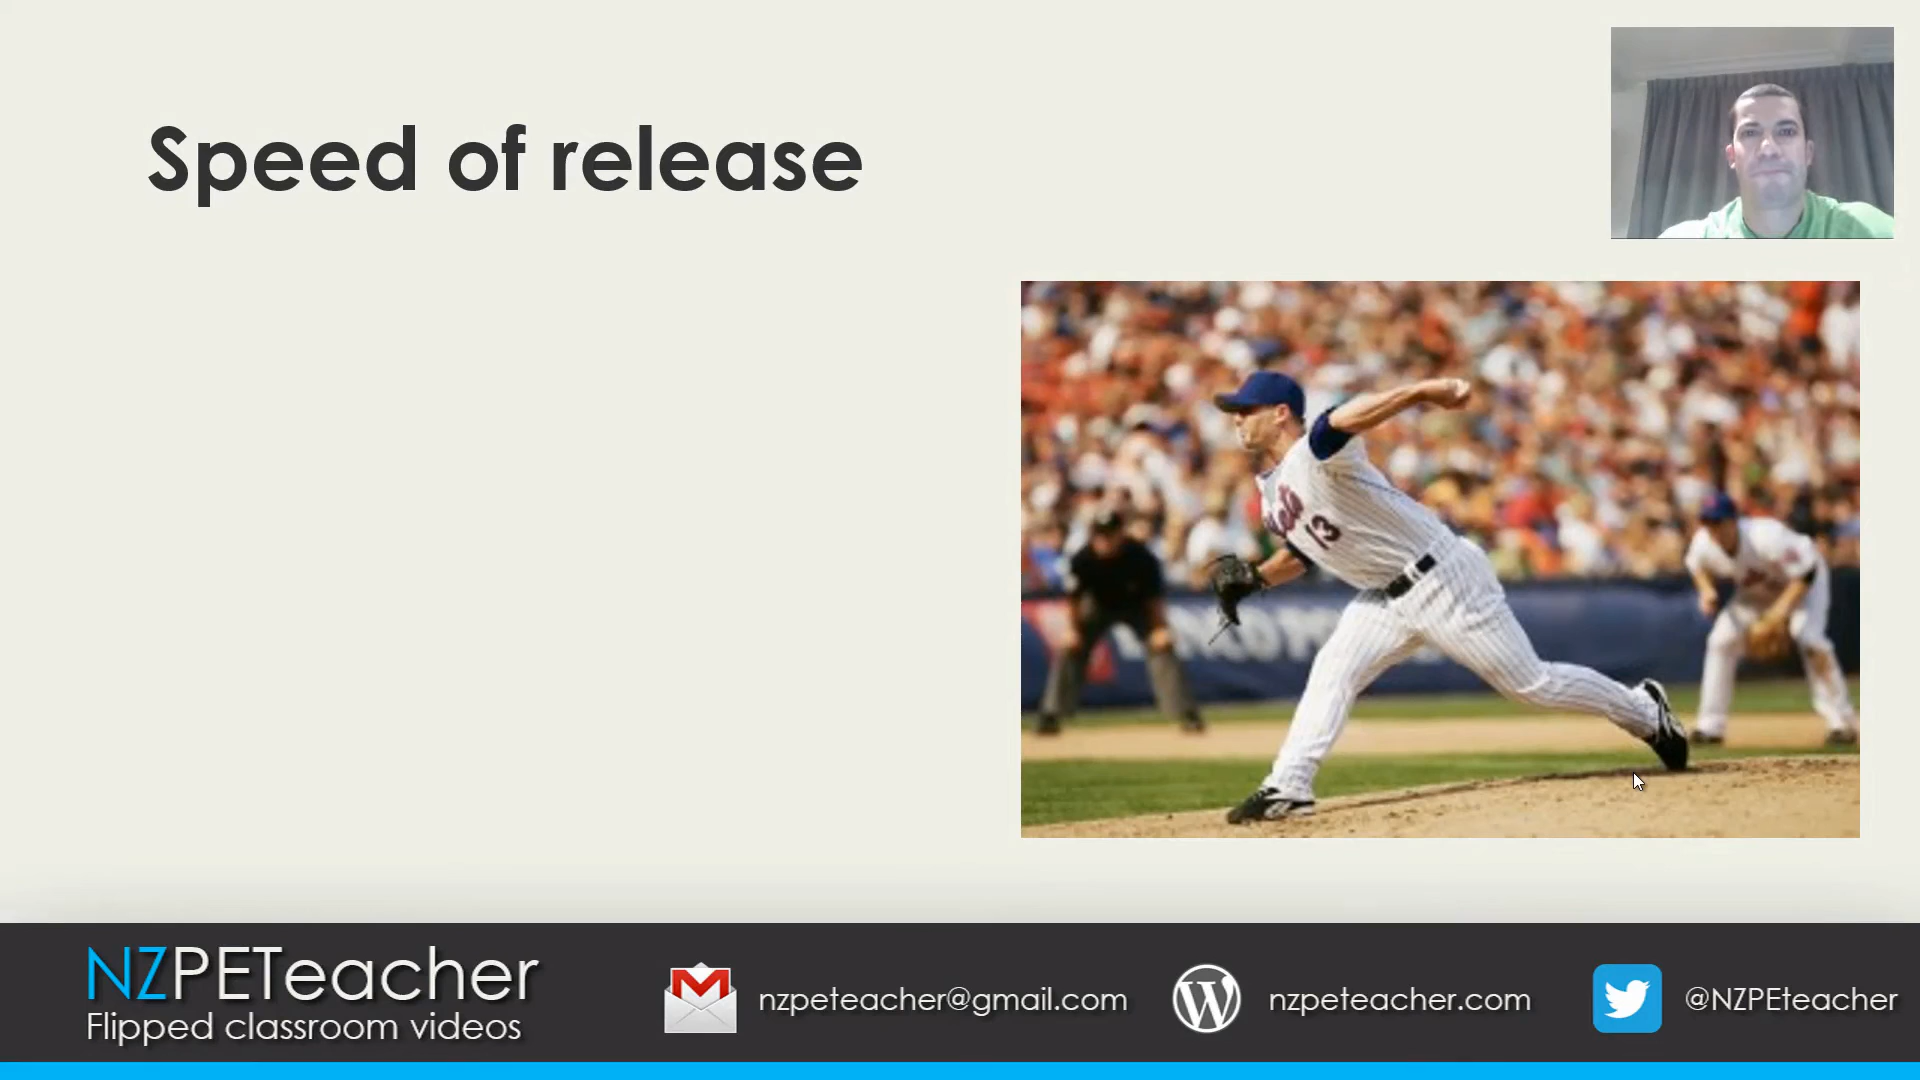 Speed of release
13
NZPETeacher
Flipped classroom videos
nzpeteacher@gmail.com
nzpeteacher.com
@NZPEteacher